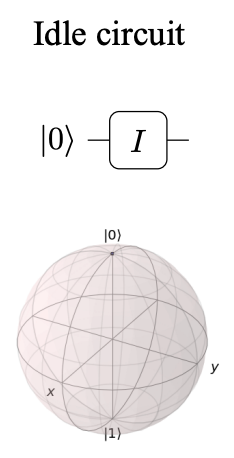 Idle circuit
|0⟩ I
|0⟩
y
x
|1⟩